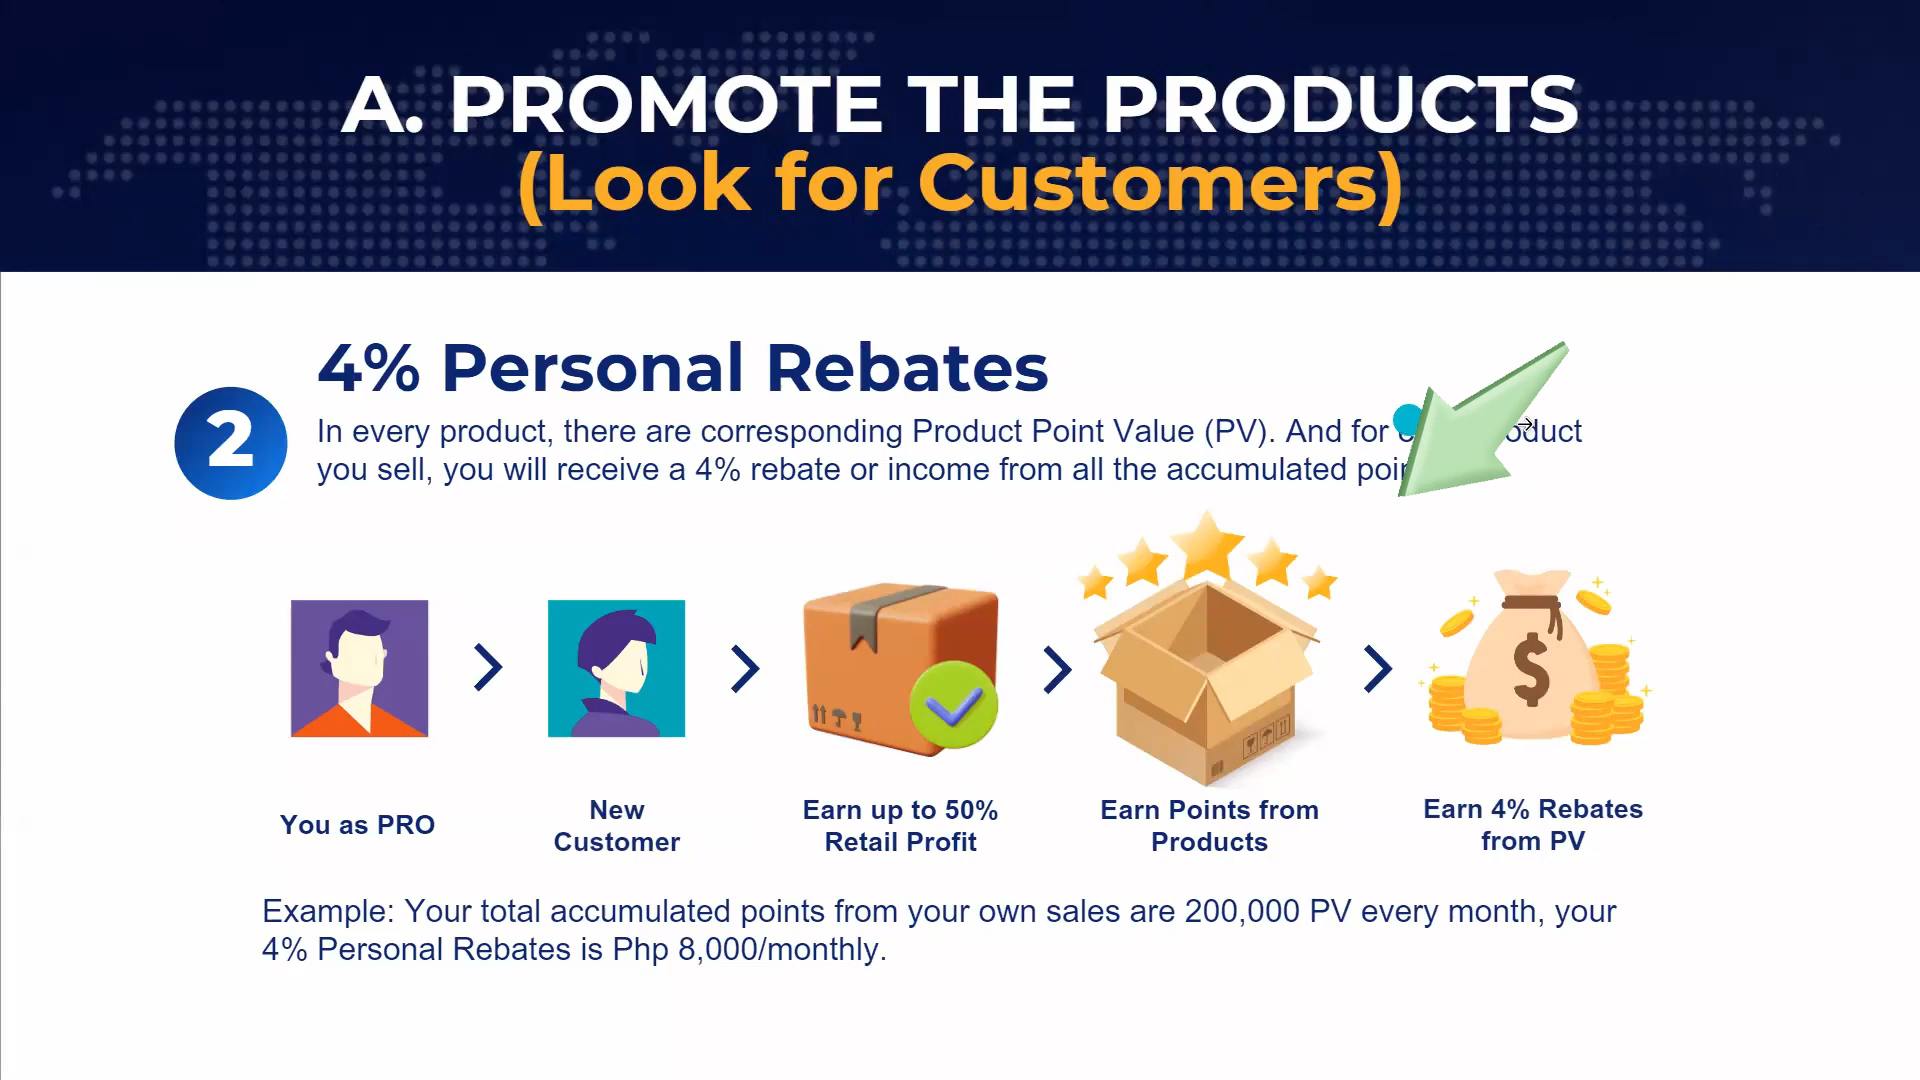 A. PROMOTE THE PRODUCTS
(Look for Customers)
4% Personal Rebates
2
In every product, there are corresponding Product Point Value (PV). And for
you sell, you will receive a 4% rebate or income from all the accumulated
You as PRO
New
Customer
Earn up to 50%
Retail Profit
Earn Points from
Products
$
Earn 4% Rebates
from PV
Example: Your total accumulated points from your own sales are 200,000 PV every month, your
4% Personal Rebates is Php 8,000/monthly.